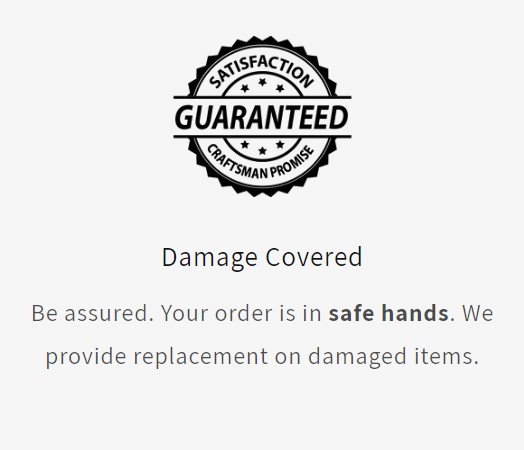 SATISFACTION
GUARANTEED
CRAFTSMAN PROMISE
Damage Covered
Be assured. Your order is in safe hands. We
provide replacement on damaged items.